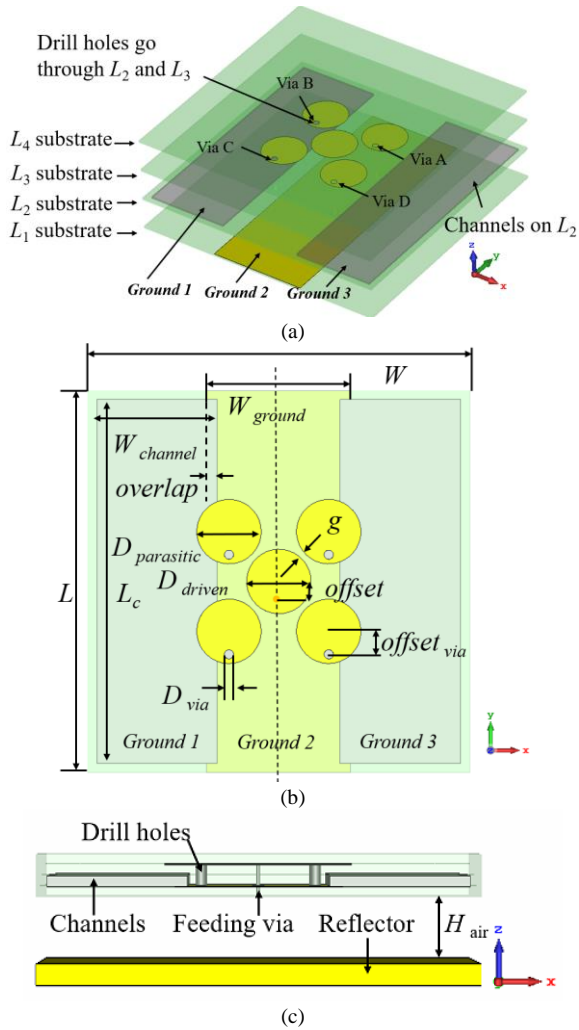 Drill holes go
through L2 and L3
Via B
L4 substrate
Via C
Via A
L3 substrate
Via D
L2 substrate
L1 substrate
Channels on L2
Ground 1
Ground 2
Ground 3
z
y
x
(a)
W
Wground
Wchannel
overlap
g
Dparasitic
Ddriven
offset
L
Lc
offsetvia
Dvia
Ground 1
Ground 2
Ground 3
y
z
x
(b)
Drill holes
Channels
Feeding via
Reflector
Hair
z
x
(c)